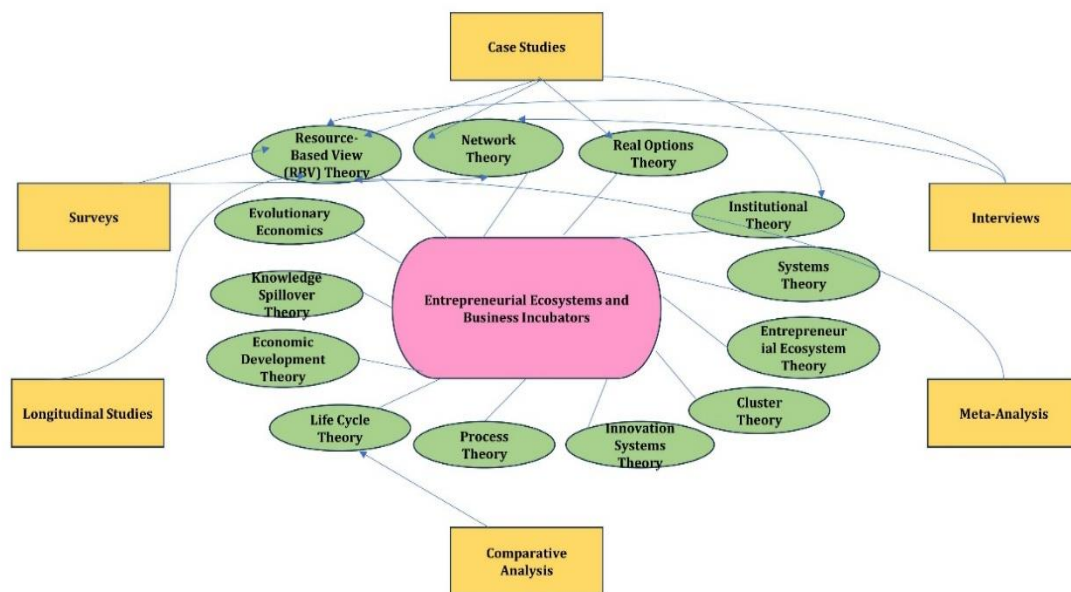 Case Studies
Resource-
Based View
(RBV) Theory
Network
Theory
Real Options
Theory
Surveys
Evolutionary
Economics
Institutional
Theory
Interviews
Systems
Theory
Knowledge
Spillover
Theory
Entrepreneurial Ecosystems and
Business Incubators
Economic
Development
Theory
Entrepreneur
ial Ecosystem
Theory
Longitudinal Studies
Life Cycle
Theory
Process
Theory
Innovation
Systems
Theory
Cluster
Theory
Meta-Analysis
Comparative
Analysis